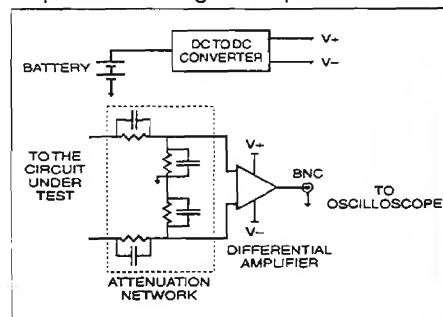 DC TO DC
CONVERTER
V+
V–
BATTERY
TO THE
CIRCUIT
UNDER
TEST
V+
BNC
TO
OSCILLOSCOPE
V–
DIFFERENTIAL
AMPLIFIER
ATTENUATION
NETWORK